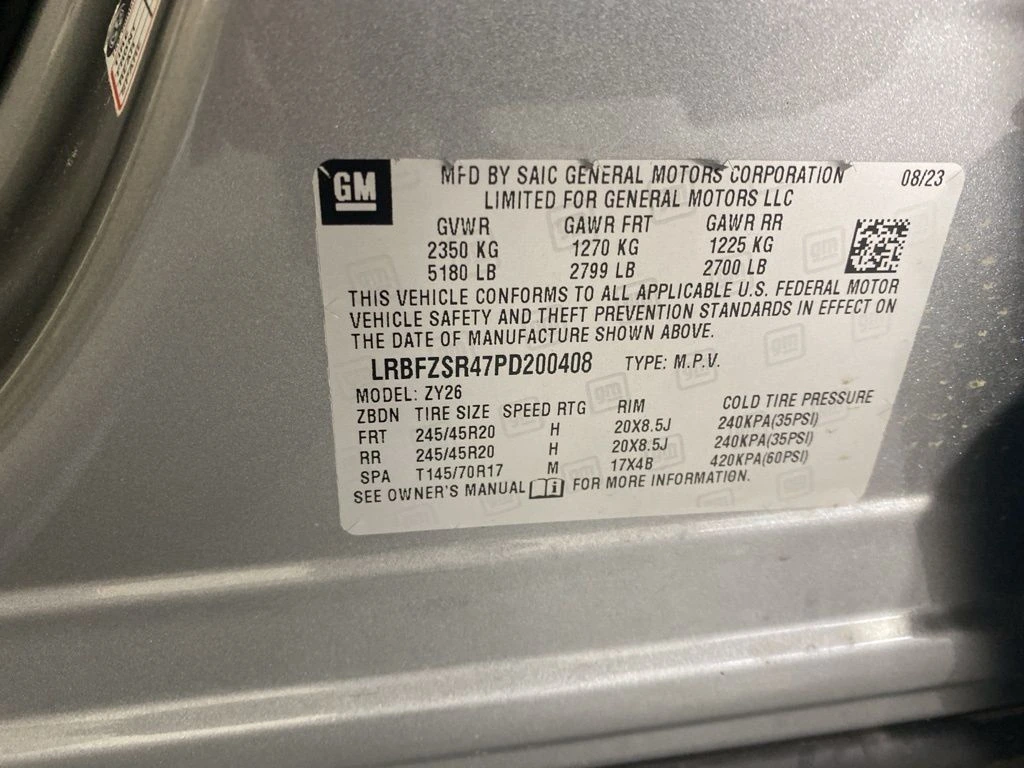 GM
MFD BY SAIC GENERAL MOTORS CORPORATION 08/23
LIMITED FOR GENERAL MOTORS LLC
GVWR GAWR FRT GAWR RR
2350 KG 1270 KG 1225 KG
5180 LB 2799 LB 2700 LB
THIS VEHICLE CONFORMS TO ALL APPLICABLE U.S. FEDERAL MOTOR
VEHICLE SAFETY AND THEFT PREVENTION STANDARDS IN EFFECT ON
THE DATE OF MANUFACTURE SHOWN ABOVE.
LRBFZSR47PD200408 TYPE: M.P.V.
MODEL: ZY26
ZBDN TIRE SIZE SPEED RTG RIM COLD TIRE PRESSURE
FRT 245/45R20 H 20X8.5J 240KPA(35PSI)
RR 245/45R20 H 20X8.5J 240KPA(35PSI)
SPA T145/70R17 M 17X4B 420KPA(60PSI)
SEE OWNER'S MANUAL FOR MORE INFORMATION.